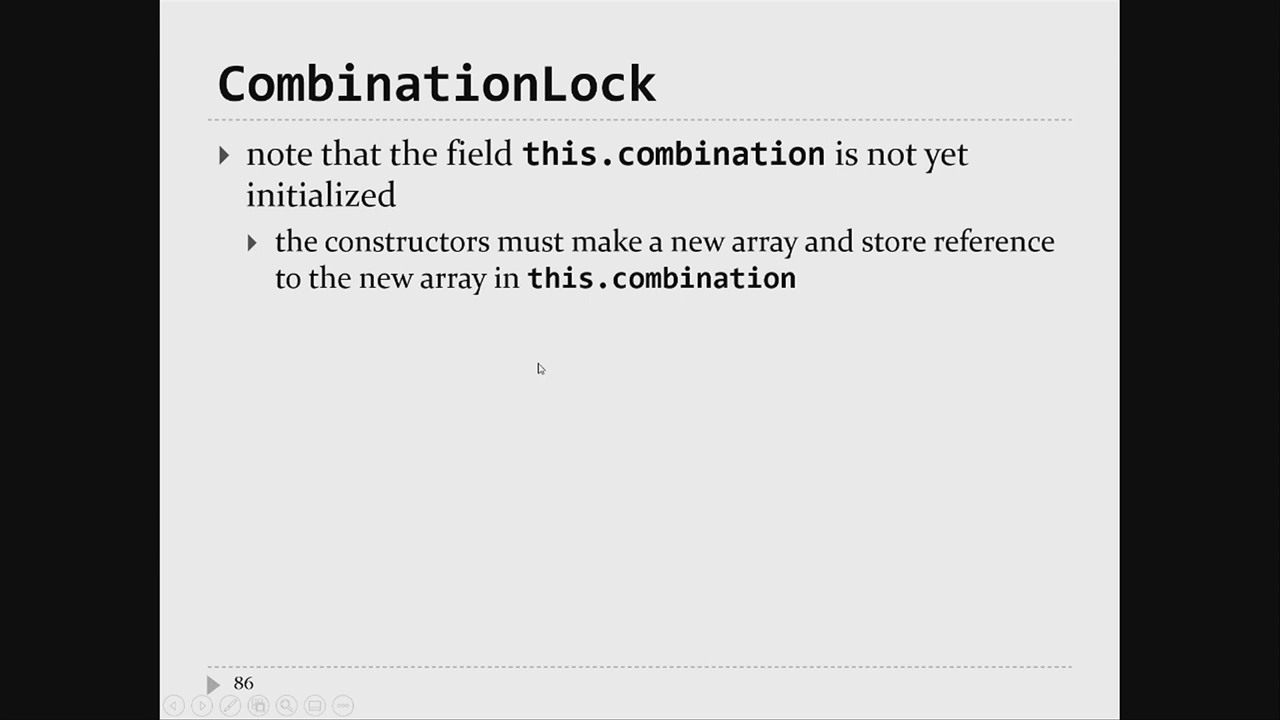 CombinationLock
note that the field this.combination is not yet
initialized
the constructors must make a new array and store reference
to the new array in this.combination
86